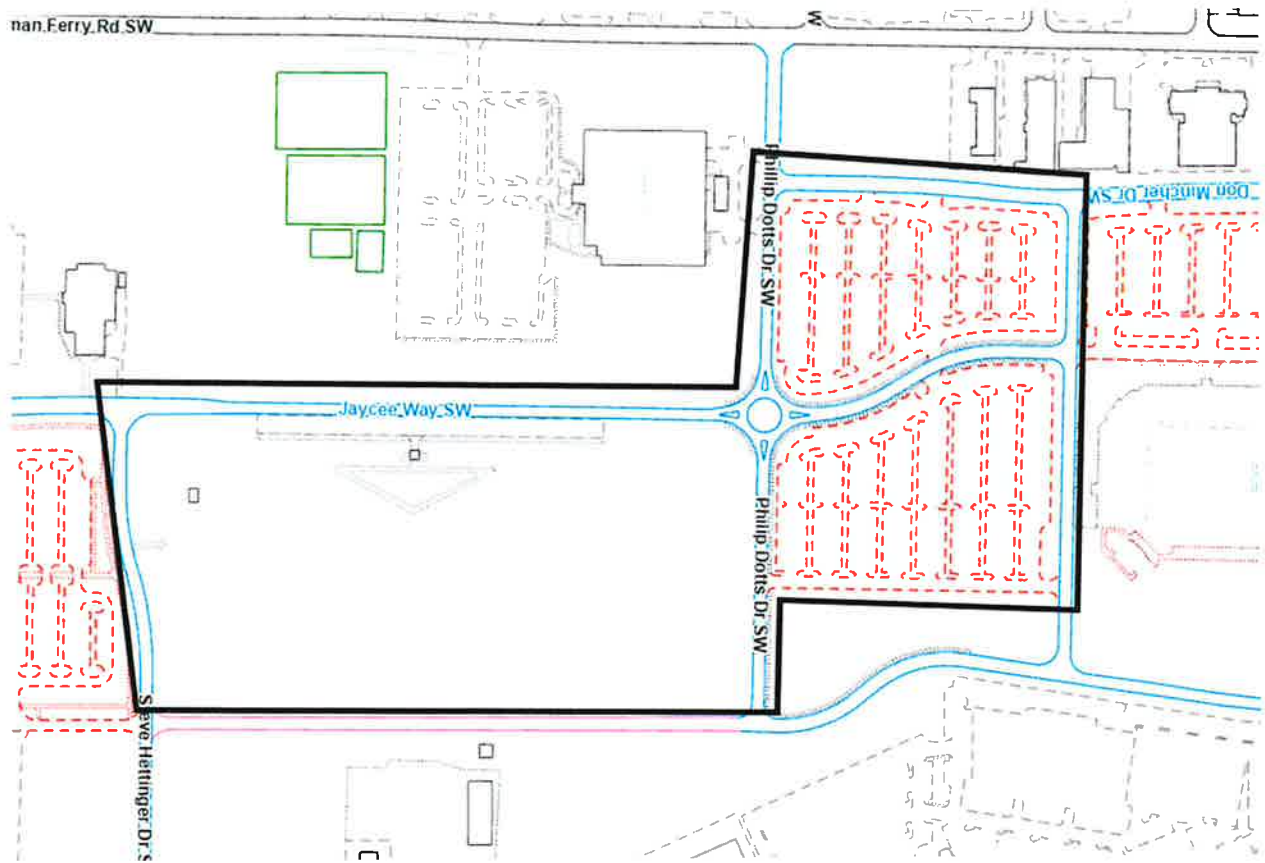 nan Ferry Rd SW
Phillip Dotts Dr SW
Don Mincher Dr SW
Jaycee Way SW
Philip Dotts Dr SW
Steve Hettinger Dr S